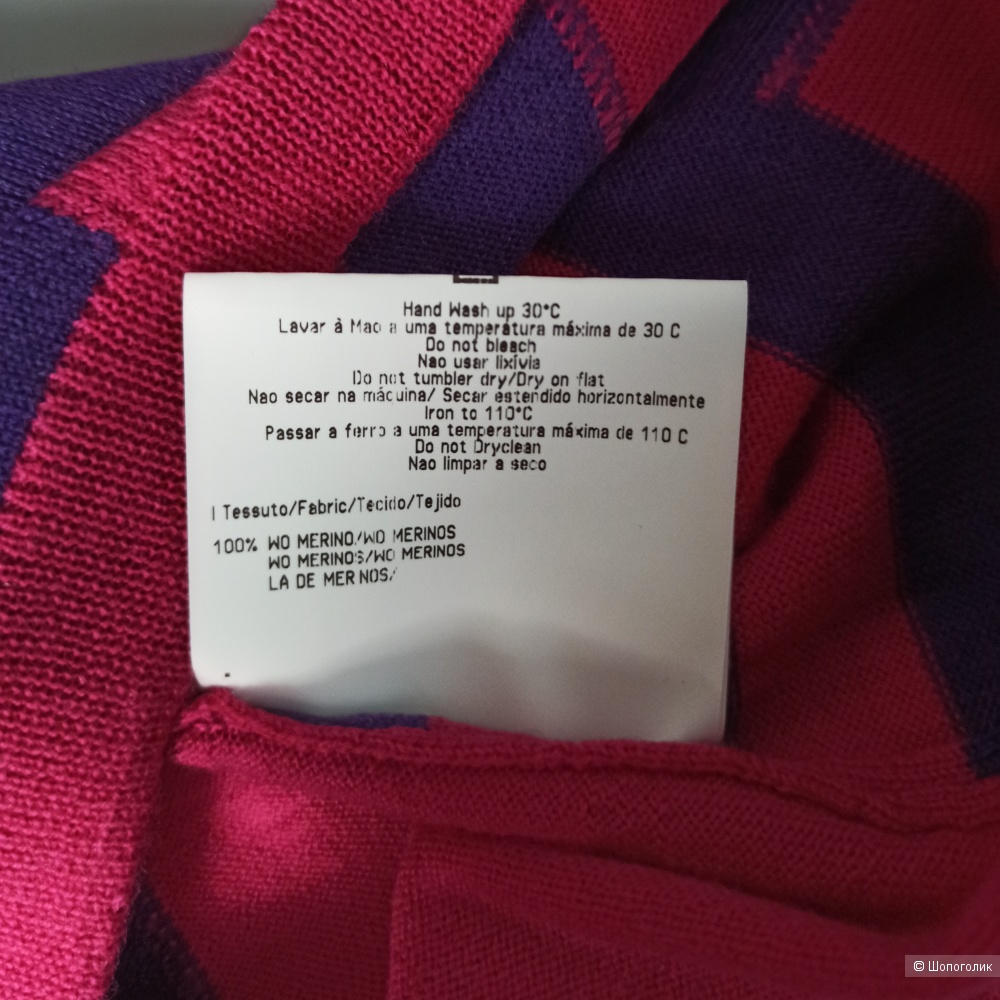 Hand Wash up 30°C
Lavar à Mao a uma temperatura máxima de 30 C
Do not bleach
Nao usar lixívia
Do not tumbler dry/Dry on flat
Nao secar na mácuina/ Secar estendido horizontalmente
Iron to 110°C
Passar a ferro a uma temperatura máxima de 110 C
Do not Dryclean
Nao limpar a seco
I Tessuto/Fabric/Tecido/Tejido
100% WO MERINO/WO MERINOS
WO MERINOS/WO MERINOS
LA DE MERINOS/
© Шопоголик